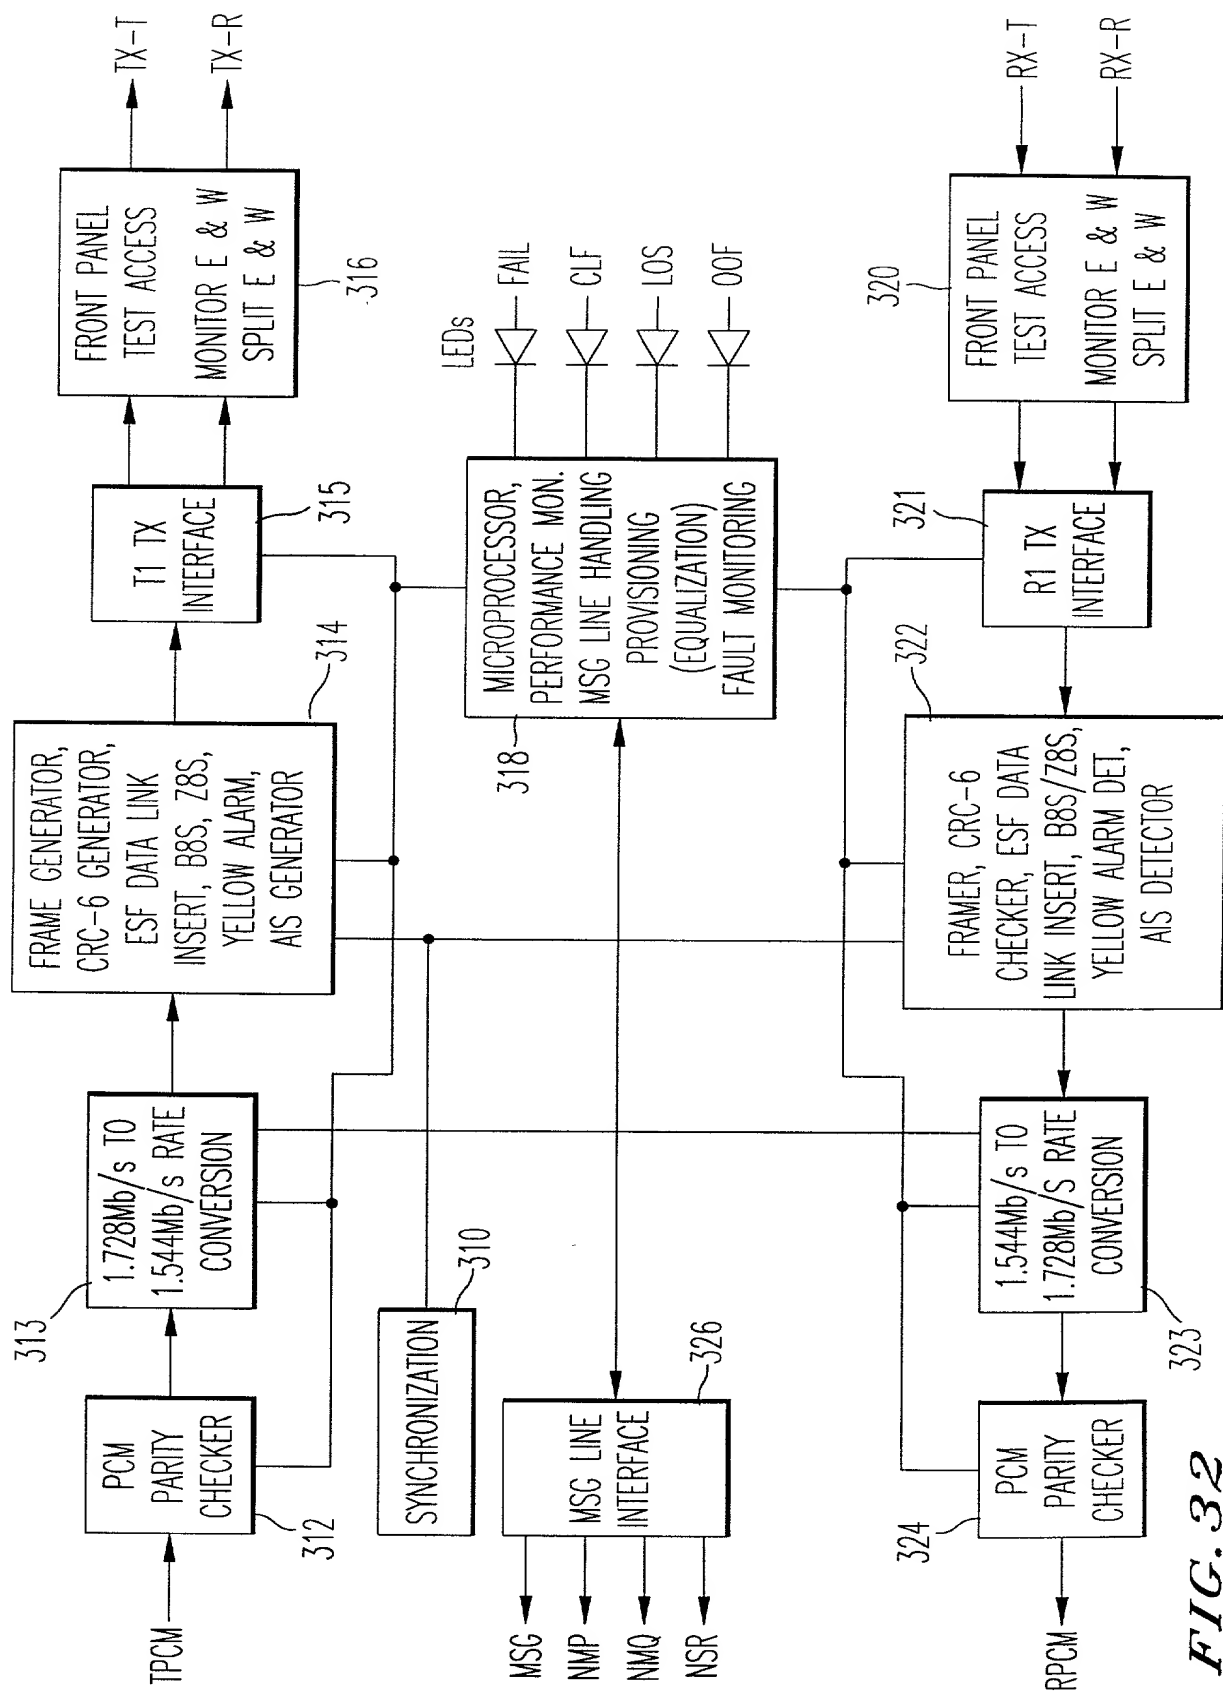 TPCM
PCM
PARITY
CHECKER
312
1.728Mb/s TO
1.544Mb/s RATE
CONVERSION
313
FRAME GENERATOR,
CRC-6 GENERATOR,
ESF DATA LINK
INSERT, B8S, Z8S,
YELLOW ALARM,
AIS GENERATOR
314
T1 TX
INTERFACE
315
FRONT PANEL
TEST ACCESS
MONITOR E & W
SPLIT E & W
316
TX-T
TX-R
SYNCHRONIZATION
310
MSG
NMP
NMQ
NSR
MSG LINE
INTERFACE
326
MICROPROCESSOR,
PERFORMANCE MON.
MSG LINE HANDLING
PROVISIONING
(EQUALIZATION)
FAULT MONITORING
318
LEDs
FAIL
CLF
LOS
OOF
RPCM
PCM
PARITY
CHECKER
324
1.544Mb/s TO
1.728Mb/S RATE
CONVERSION
323
FRAMER, CRC-6
CHECKER, ESF DATA
LINK INSERT, B8S/Z8S,
YELLOW ALARM DET,
AIS DETECTOR
322
R1 TX
INTERFACE
321
FRONT PANEL
TEST ACCESS
MONITOR E & W
SPLIT E & W
320
RX-T
RX-R
FIG. 32